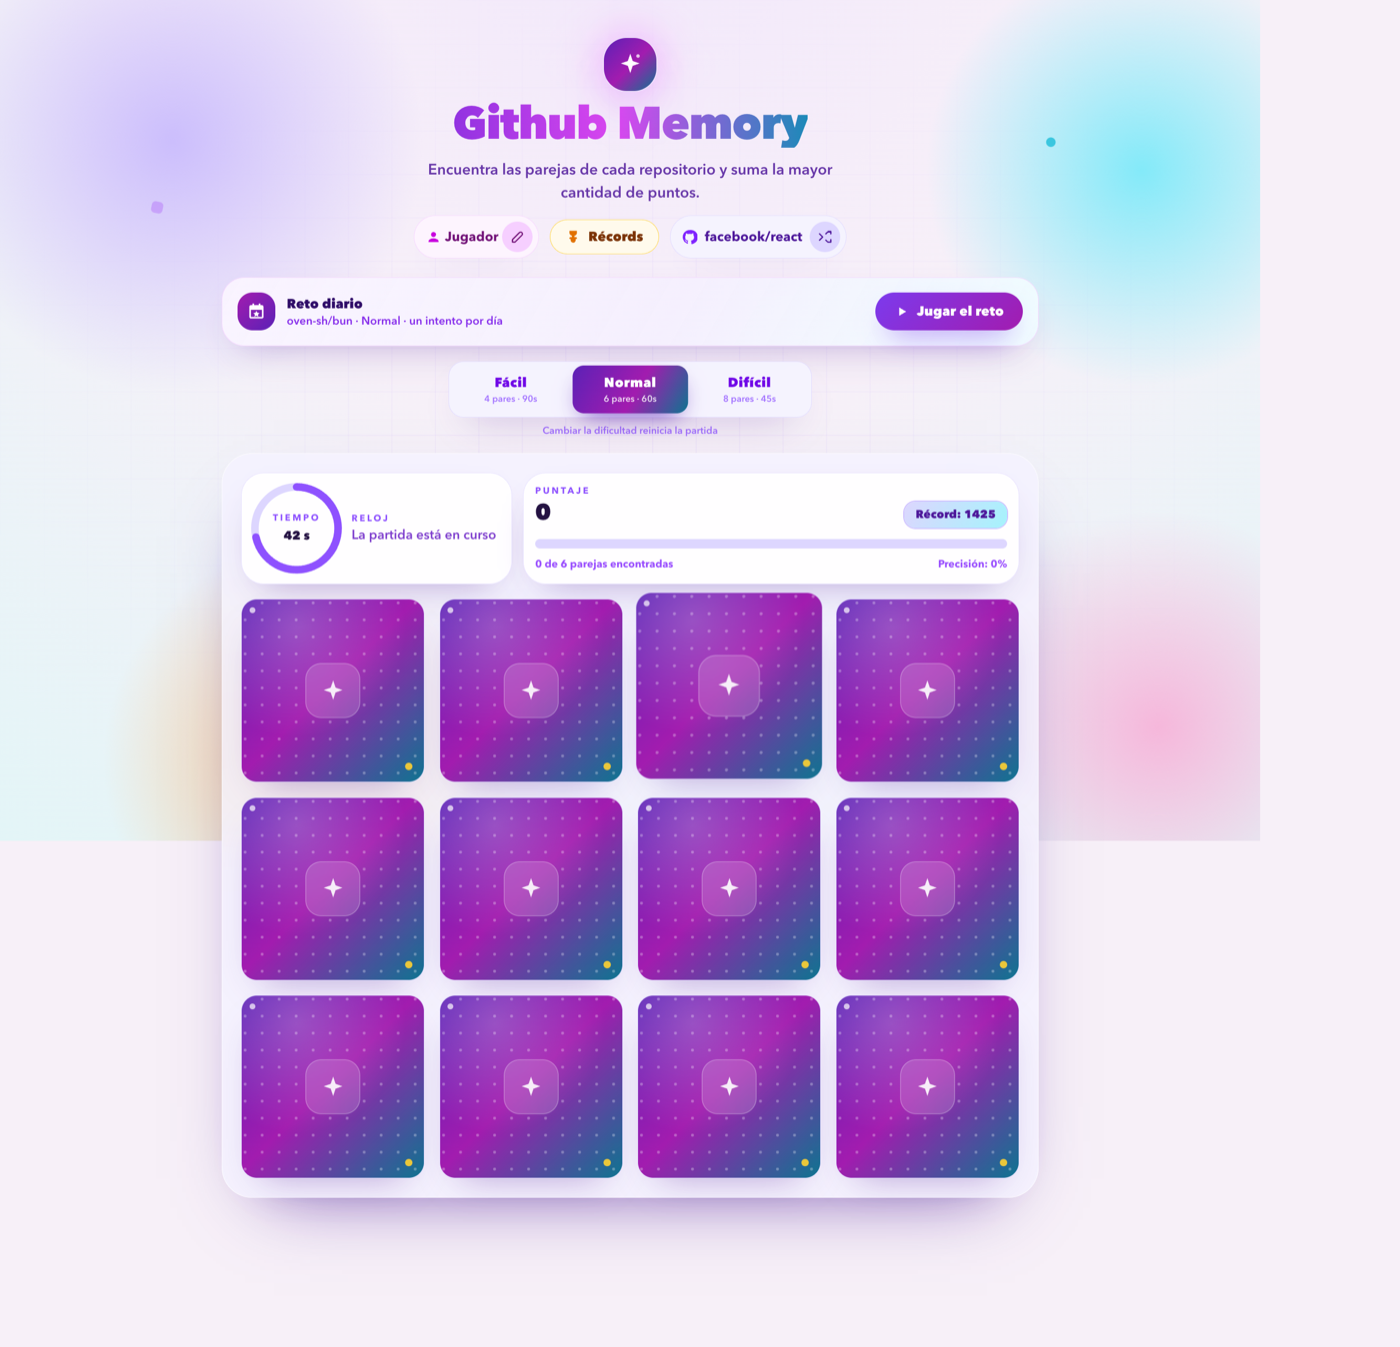 Github Memory
Encuentra las parejas de cada repositorio y suma la mayor
cantidad de puntos.
Jugador
Récords
facebook/react
Reto diario
oven-sh/bun · Normal · un intento por día
Jugar el reto
Fácil
4 pares · 90s
Normal
6 pares · 60s
Difícil
8 pares · 45s
Cambiar la dificultad reinicia la partida
TIEMPO
42 s
RELOJ
La partida está en curso
PUNTAJE
0
Récord: 1425
0 de 6 parejas encontradas
Precisión: 0%